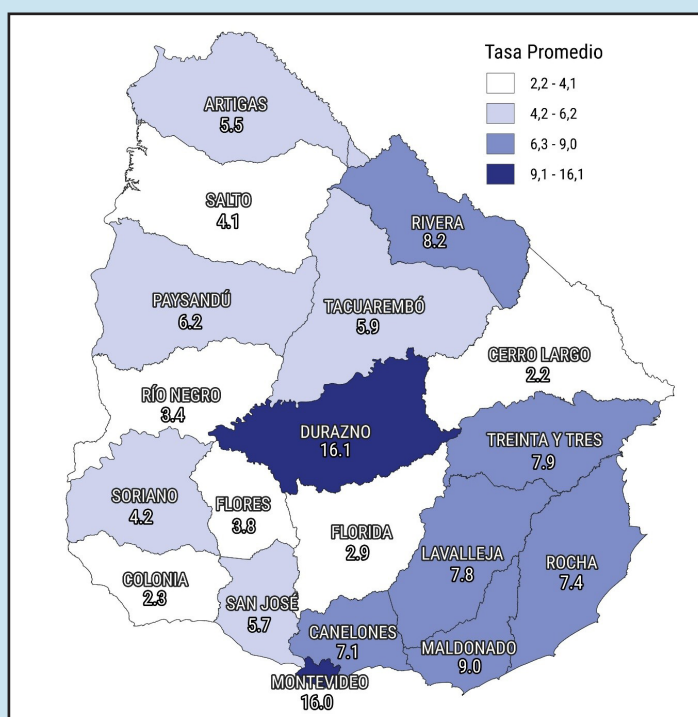 Tasa Promedio
2,2 - 4,1
4,2 - 6,2
6,3 - 9,0
9,1 - 16,1
ARTIGAS
5.5
SALTO
4.1
RIVERA
8.2
PAYSANDÚ
6.2
TACUAREMBÓ
5.9
CERRO LARGO
2.2
RÍO NEGRO
3.4
DURAZNO
16.1
TREINTA Y TRES
7.9
SORIANO
4.2
FLORES
3.8
FLORIDA
2.9
LAVALLEJA
7.8
ROCHA
7.4
COLONIA
2.3
SAN JOSÉ
5.7
CANELONES
7.1
MALDONADO
9.0
MONTEVIDEO
16.0